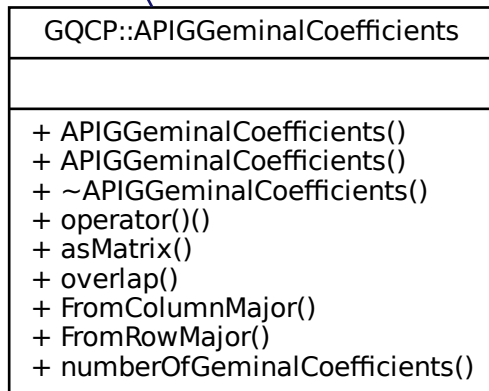 GQCP::APIGGeminalCoefficients
+ APIGGeminalCoefficients()
+ APIGGeminalCoefficients()
+ ~APIGGeminalCoefficients()
+ operator()()
+ asMatrix()
+ overlap()
+ FromColumnMajor()
+ FromRowMajor()
+ numberOfGeminalCoefficients()